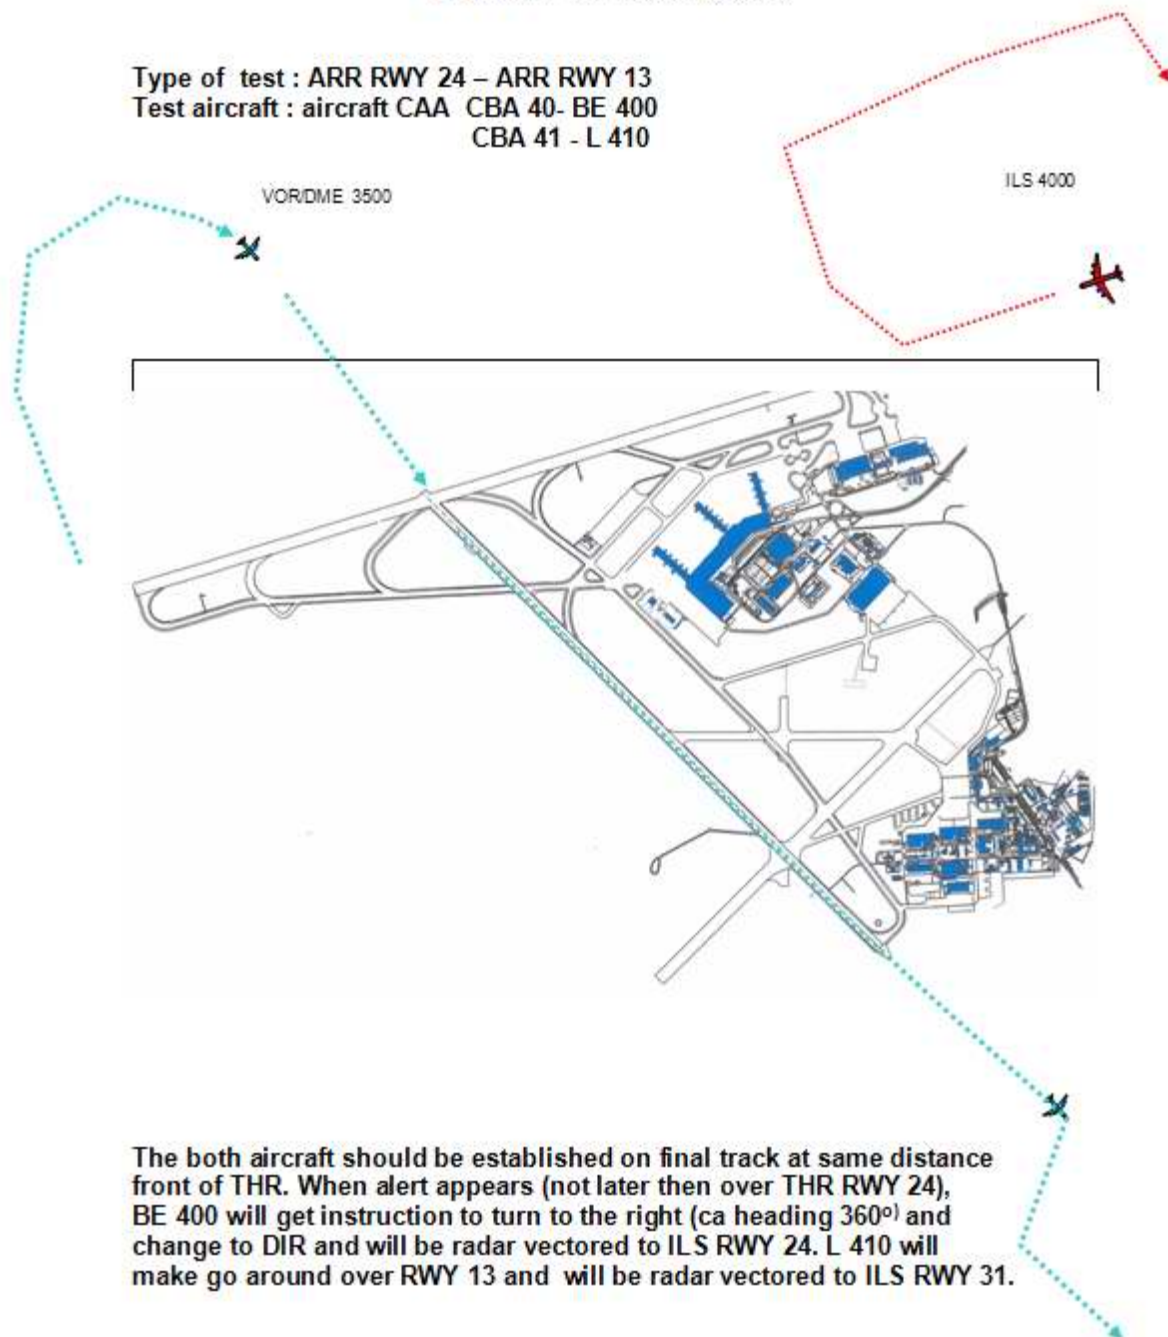 Type of test : ARR RWY 24 – ARR RWY 13
Test aircraft : aircraft CAA CBA 40- BE 400
CBA 41 - L 410
VOR/DME 3500
ILS 4000
The both aircraft should be established on final track at same distance
front of THR. When alert appears (not later then over THR RWY 24),
BE 400 will get instruction to turn to the right (ca heading 360º) and
change to DIR and will be radar vectored to ILS RWY 24. L 410 will
make go around over RWY 13 and will be radar vectored to ILS RWY 31.